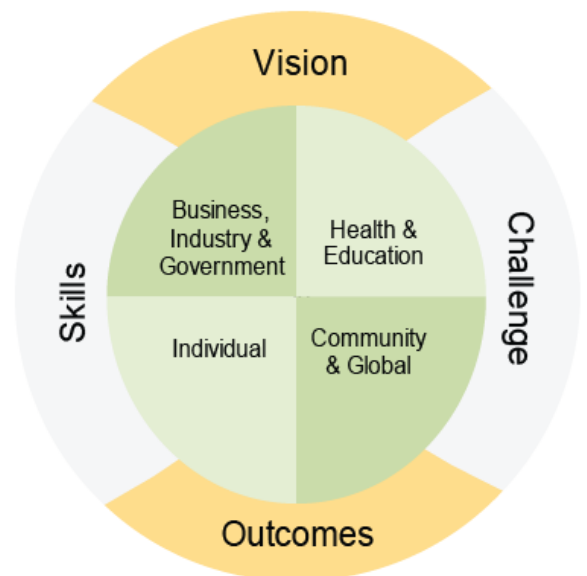 Vision
Business,
Industry &
Government
Health &
Education
Skills
Challenge
Individual
Community
& Global
Outcomes